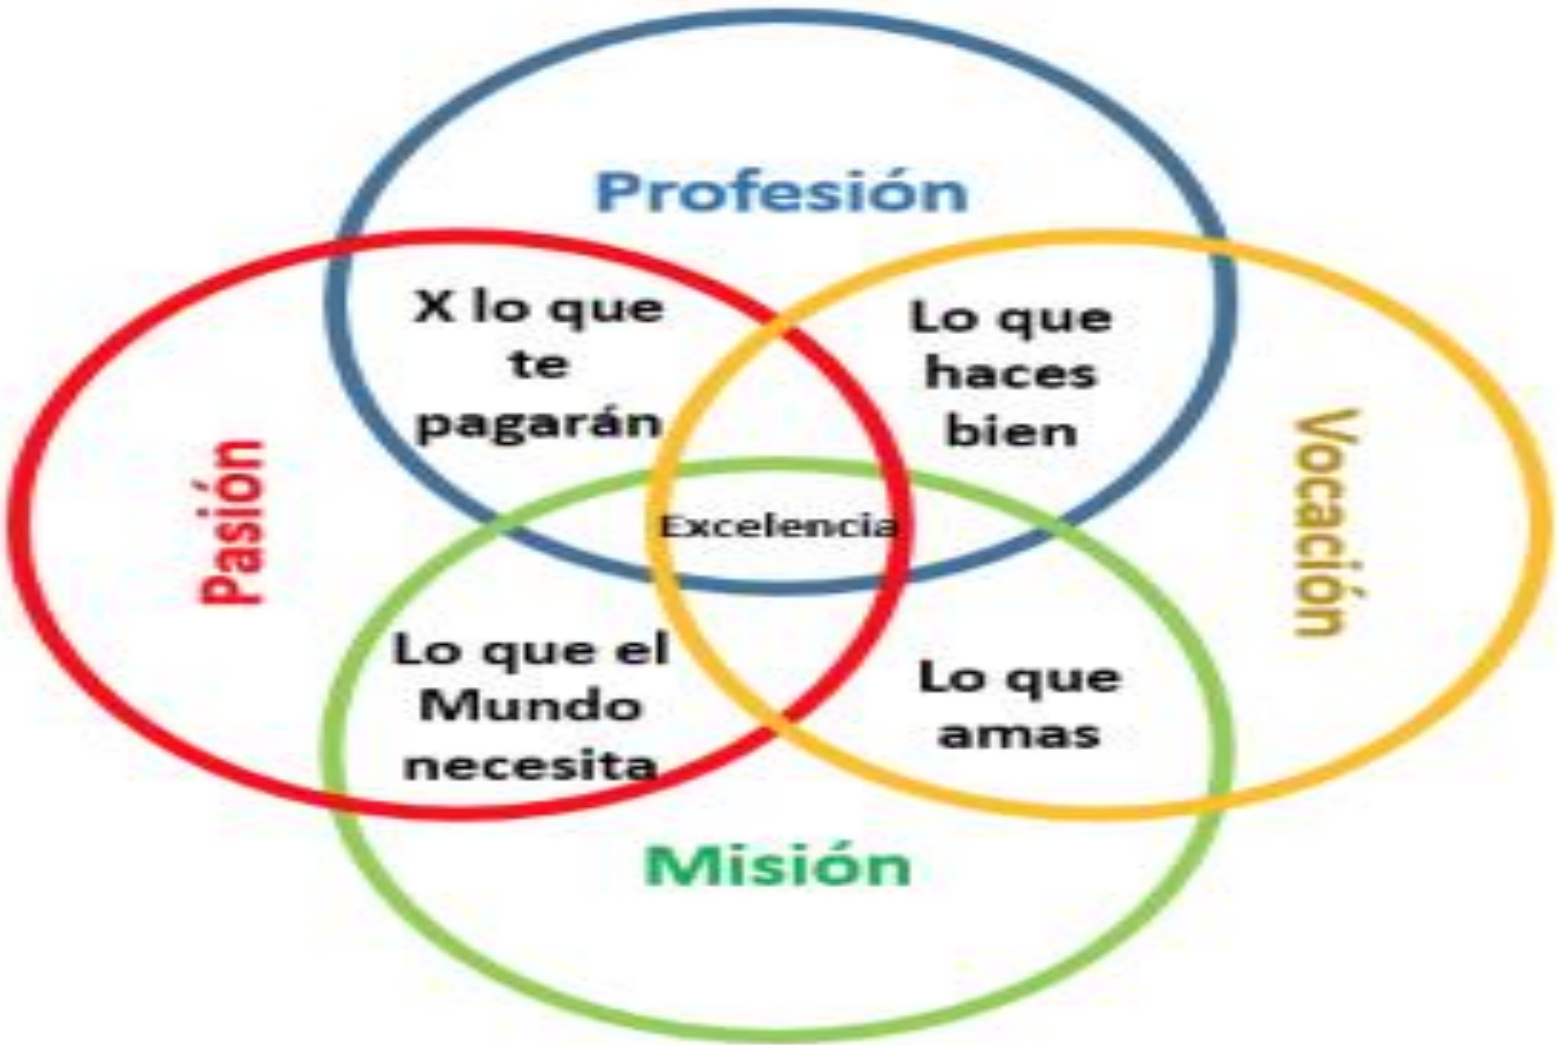 Profesión
X lo que
te
pagarán
Lo que
haces
bien
Pasión
Excelencia
Vocación
Lo que el
Mundo
necesita
Lo que
amas
Misión